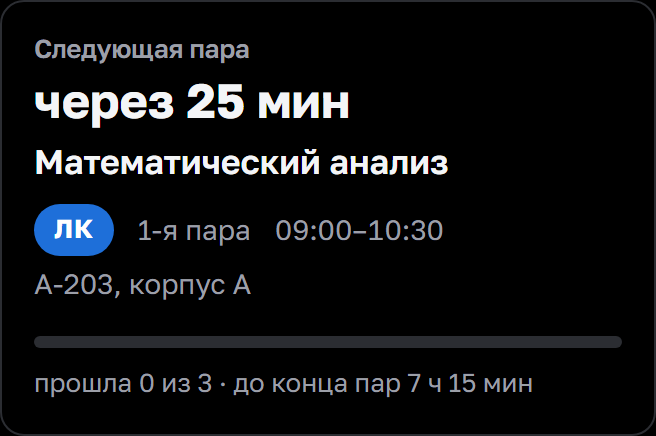 Следующая пара
через 25 мин
Математический анализ
ЛК 1-я пара 09:00–10:30
А-203, корпус А
прошла 0 из 3 · до конца пар 7 ч 15 мин